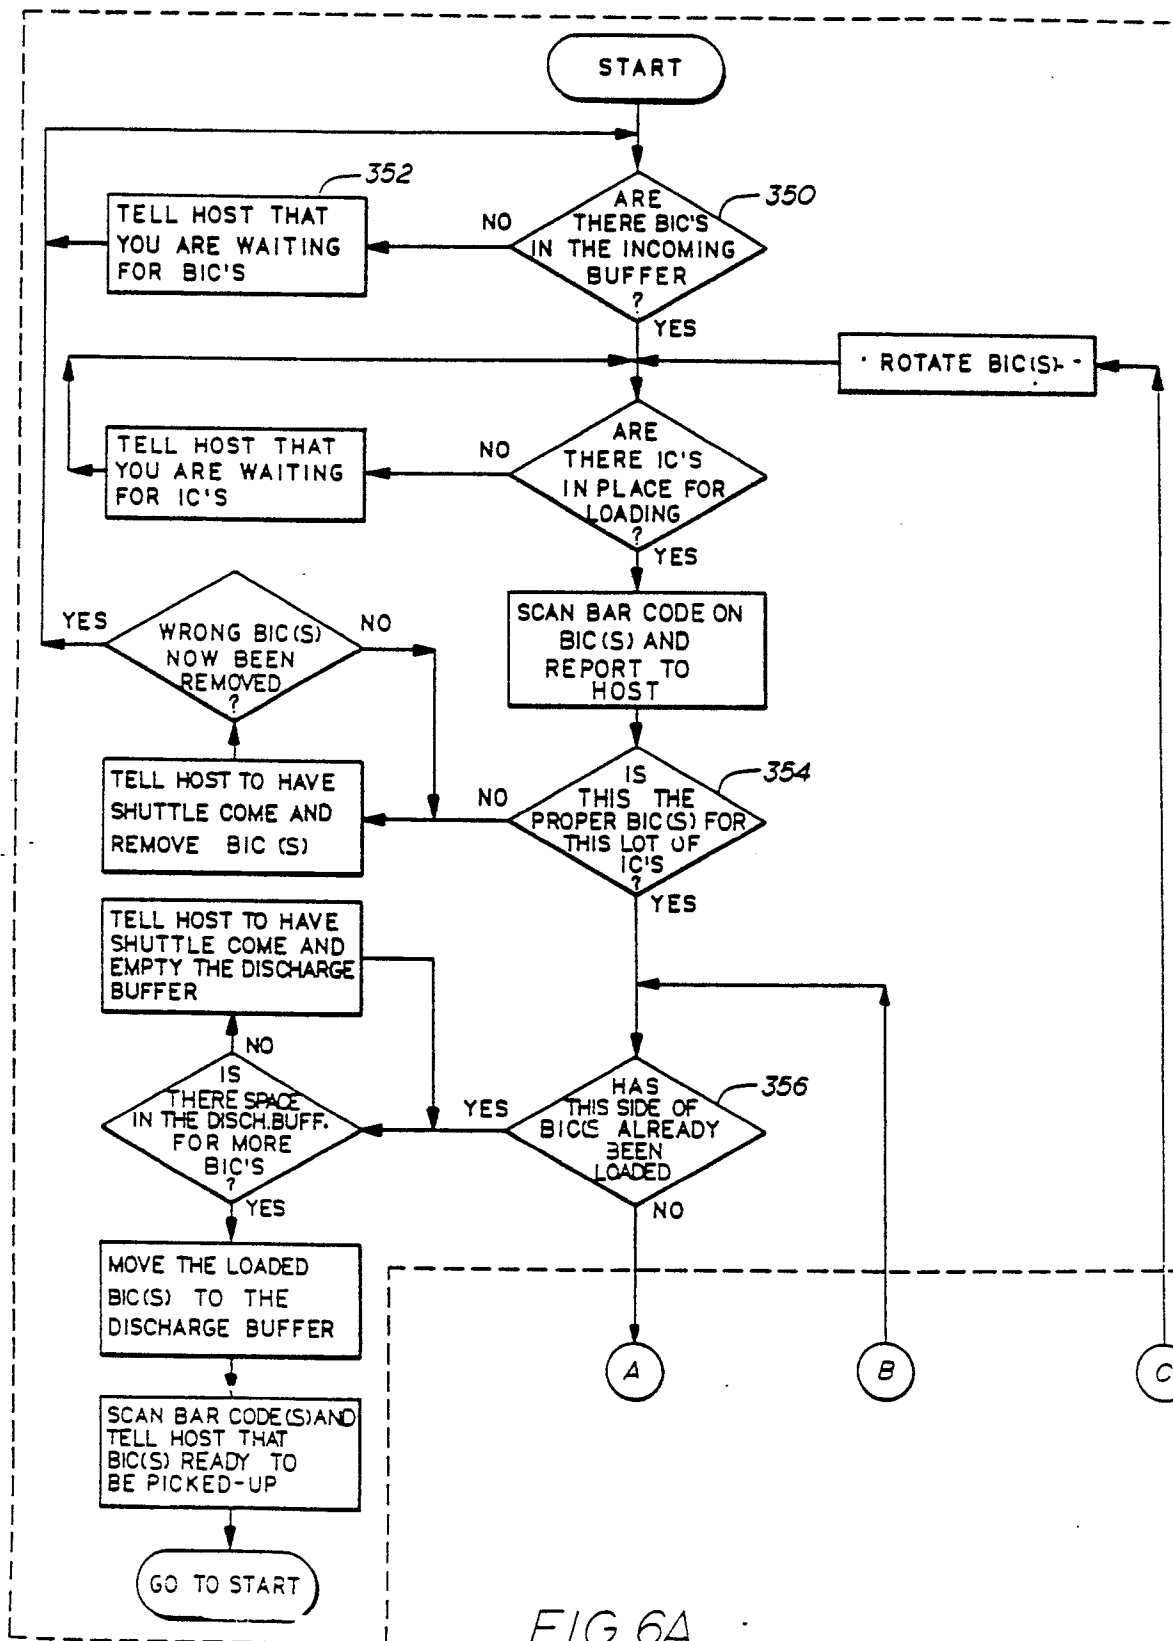 START
352
TELL HOST THAT
YOU ARE WAITING
FOR BIC'S
NO
ARE
THERE BIC'S
IN THE INCOMING
BUFFER
?
350
YES
ROTATE BIC(S)
TELL HOST THAT
YOU ARE WAITING
FOR IC'S
NO
ARE
THERE IC'S
IN PLACE FOR
LOADING
?
YES
SCAN BAR CODE ON
BIC(S) AND
REPORT TO
HOST
YES
WRONG BIC(S)
NOW BEEN
REMOVED
?
NO
TELL HOST TO HAVE
SHUTTLE COME AND
REMOVE BIC (S)
NO
IS
THIS THE
PROPER BIC(S) FOR
THIS LOT OF
IC'S
?
354
YES
TELL HOST TO HAVE
SHUTTLE COME AND
EMPTY THE DISCHARGE
BUFFER
NO
IS
THERE SPACE
IN THE DISCH.BUFF.
FOR MORE
BIC'S
?
YES
YES
HAS
THIS SIDE OF
BIC(S ALREADY
BEEN
LOADED
356
NO
MOVE THE LOADED
BIC(S) TO THE
DISCHARGE BUFFER
A
B
C
SCAN BAR CODE(S) AND
TELL HOST THAT
BIC(S) READY TO
BE PICKED-UP
GO TO START
FIG 6A